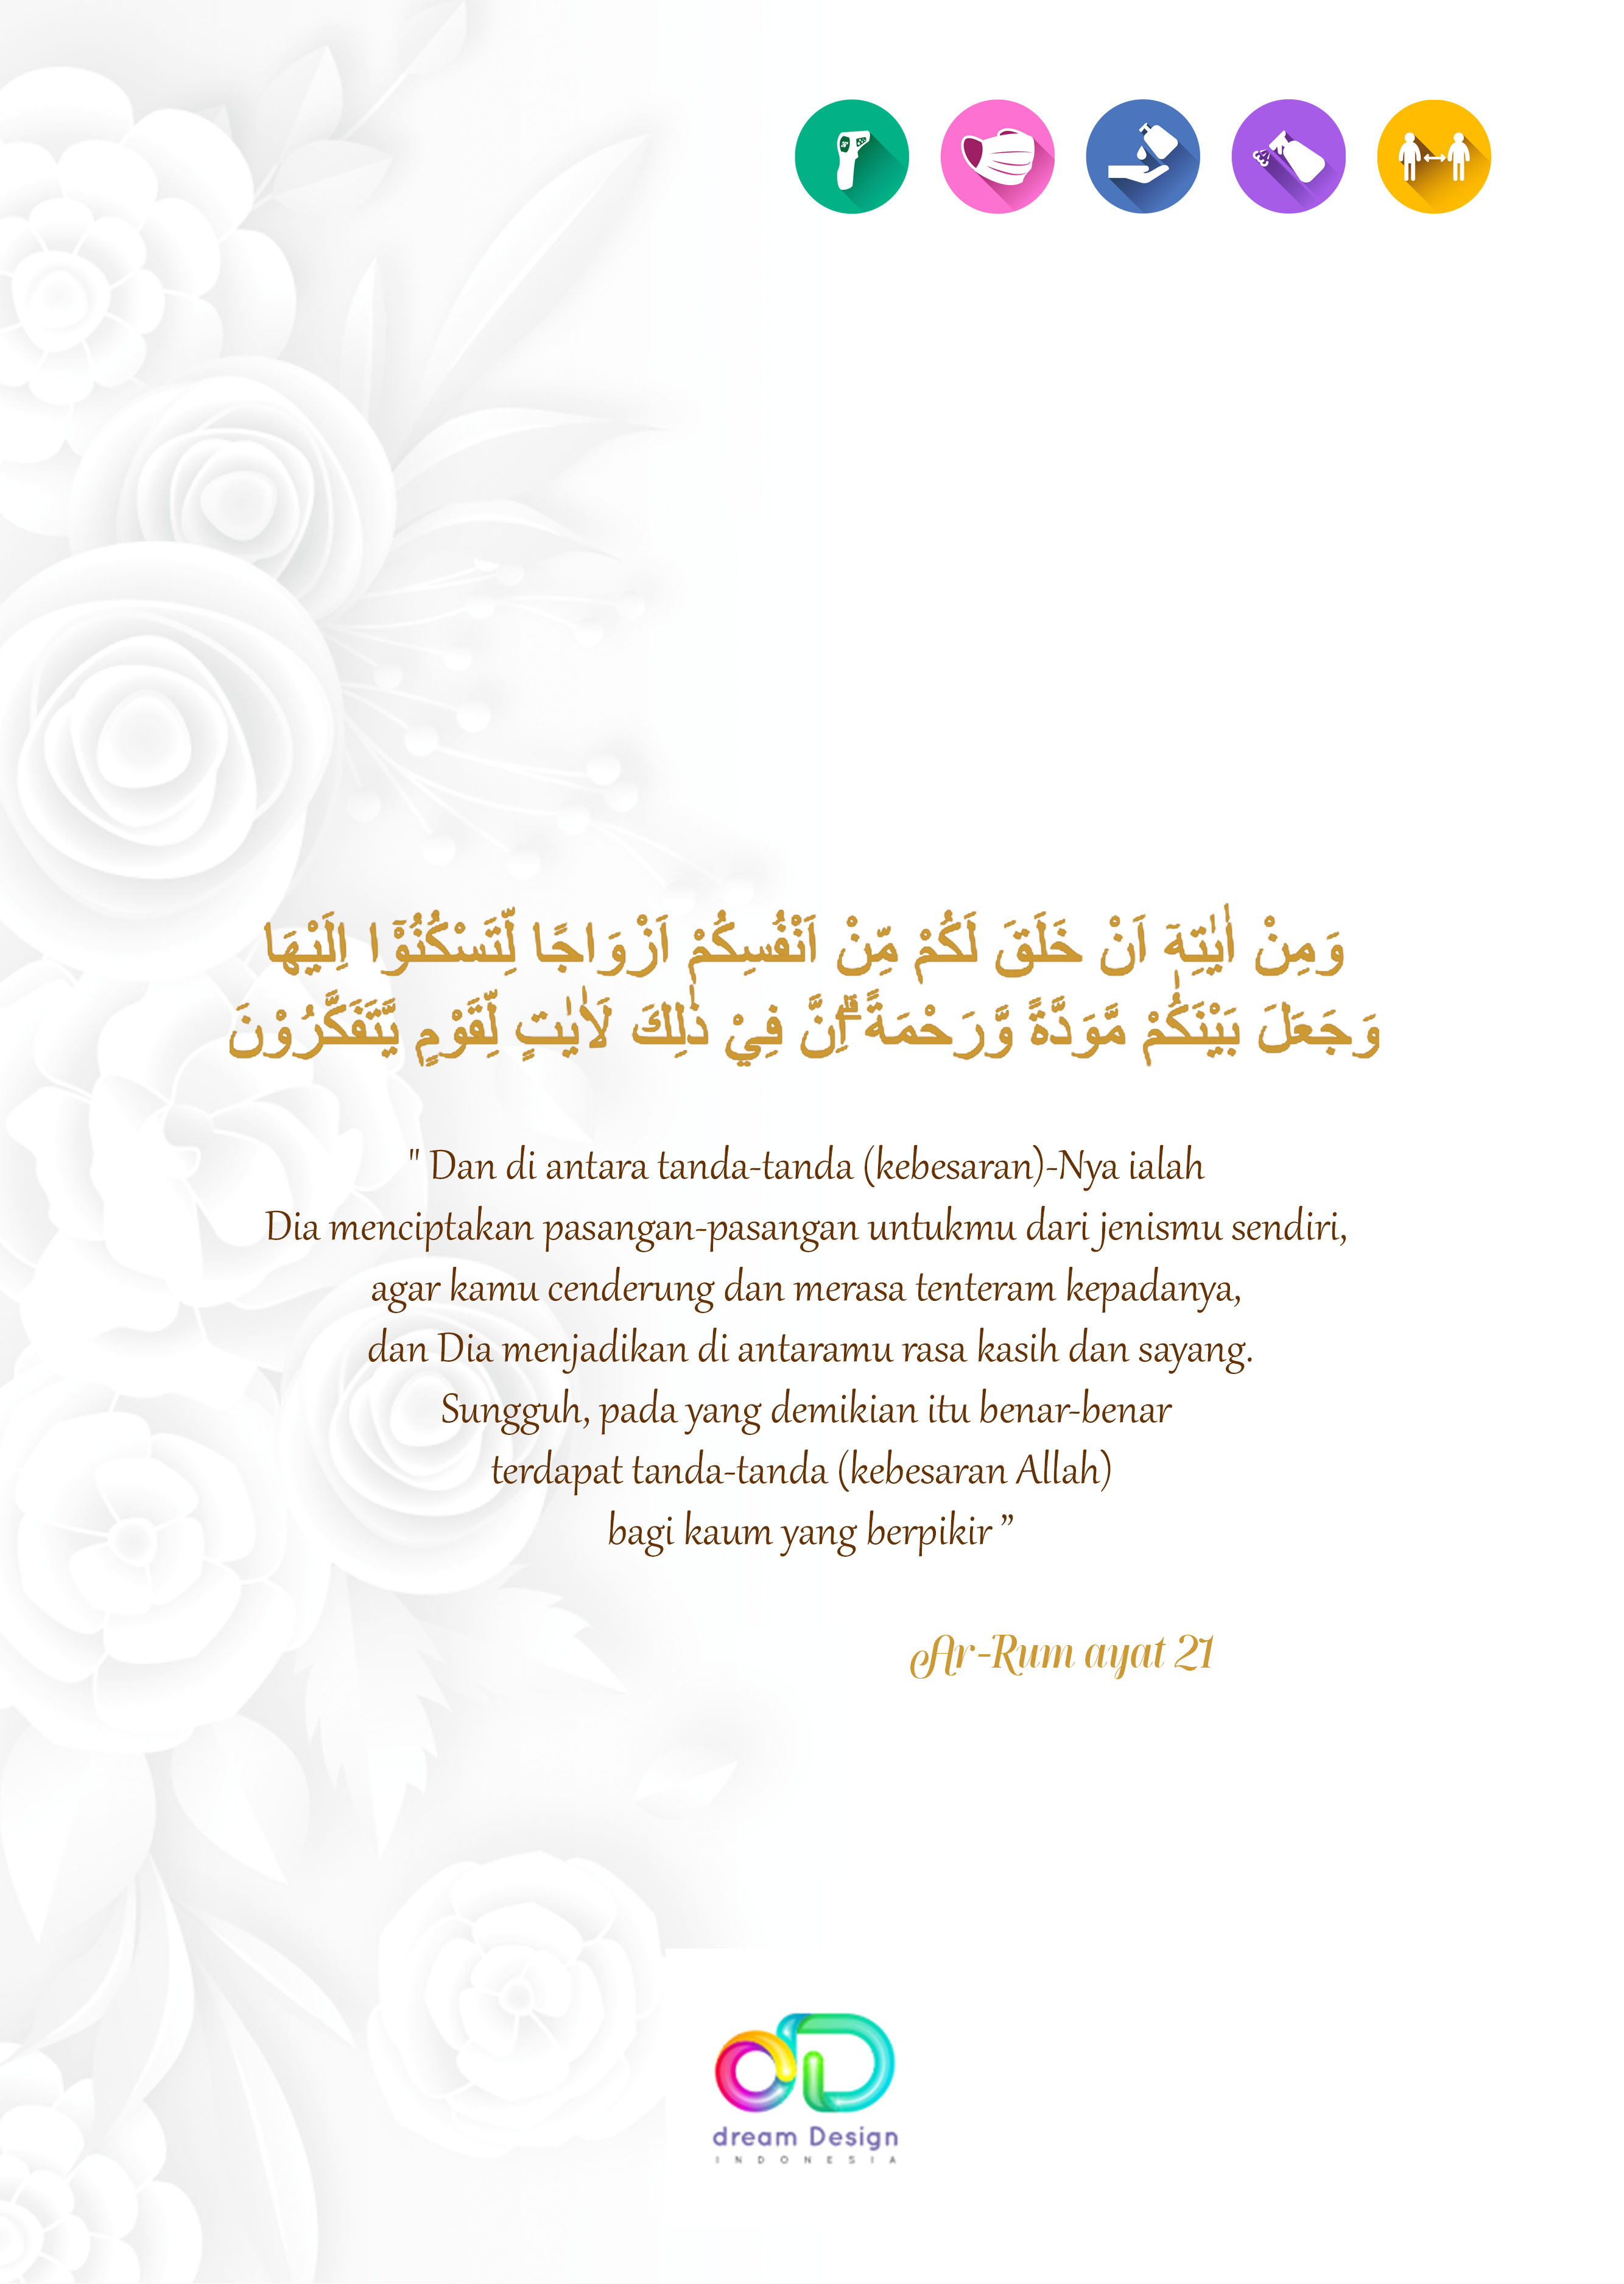 وَمِنْ اٰيٰتِهٖٓ اَنْ خَلَقَ لَكُمْ مِّنْ اَنْفُسِكُمْ اَزْوَاجًا لِّتَسْكُنُوْٓا اِلَيْهَا
وَجَعَلَ بَيْنَكُمْ مَّوَدَّةً وَّرَحْمَةً ۗاِنَّ فِيْ ذٰلِكَ لَاٰيٰتٍ لِّقَوْمٍ يَّتَفَكَّرُوْنَ
" Dan di antara tanda-tanda (kebesaran)-Nya ialah
Dia menciptakan pasangan-pasangan untukmu dari jenismu sendiri,
agar kamu cenderung dan merasa tenteram kepadanya,
dan Dia menjadikan di antaramu rasa kasih dan sayang.
Sungguh, pada yang demikian itu benar-benar
terdapat tanda-tanda (kebesaran Allah)
bagi kaum yang berpikir ”
Ar-Rum ayat 21
dream Design
INDONESIA